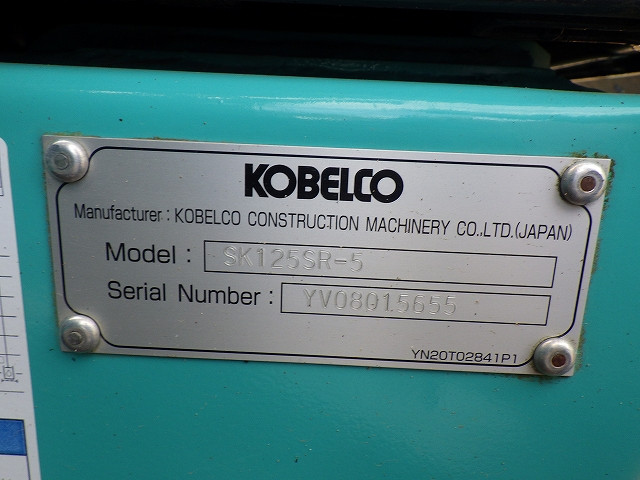 KOBELCO
Manufacturer : KOBELCO CONSTRUCTION MACHINERY CO.,LTD.(JAPAN)
Model : SK125SR-5
Serial Number : YV08015655
YN20T02841P1